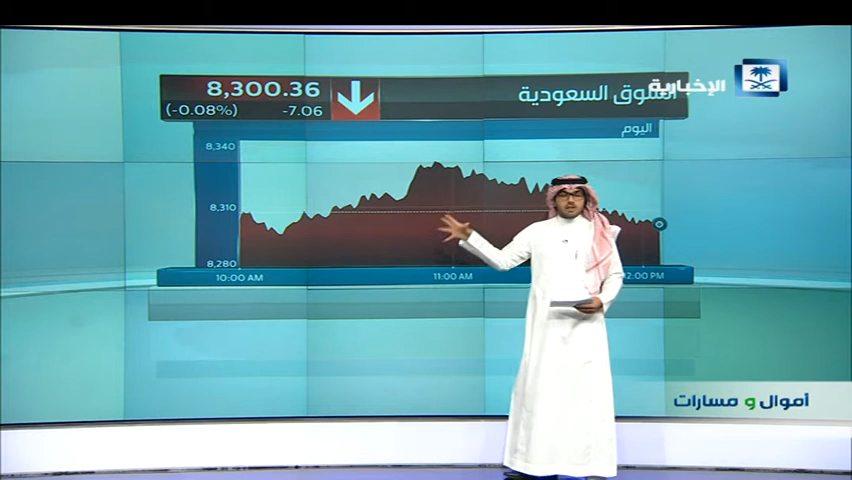 الإخبارية
السوق السعودية
8,300.36
-7.06 (-0.08%)
اليوم
8,340
8,310
8,280
10:00 AM 11:00 AM 12:00 PM
أموال و مسارات